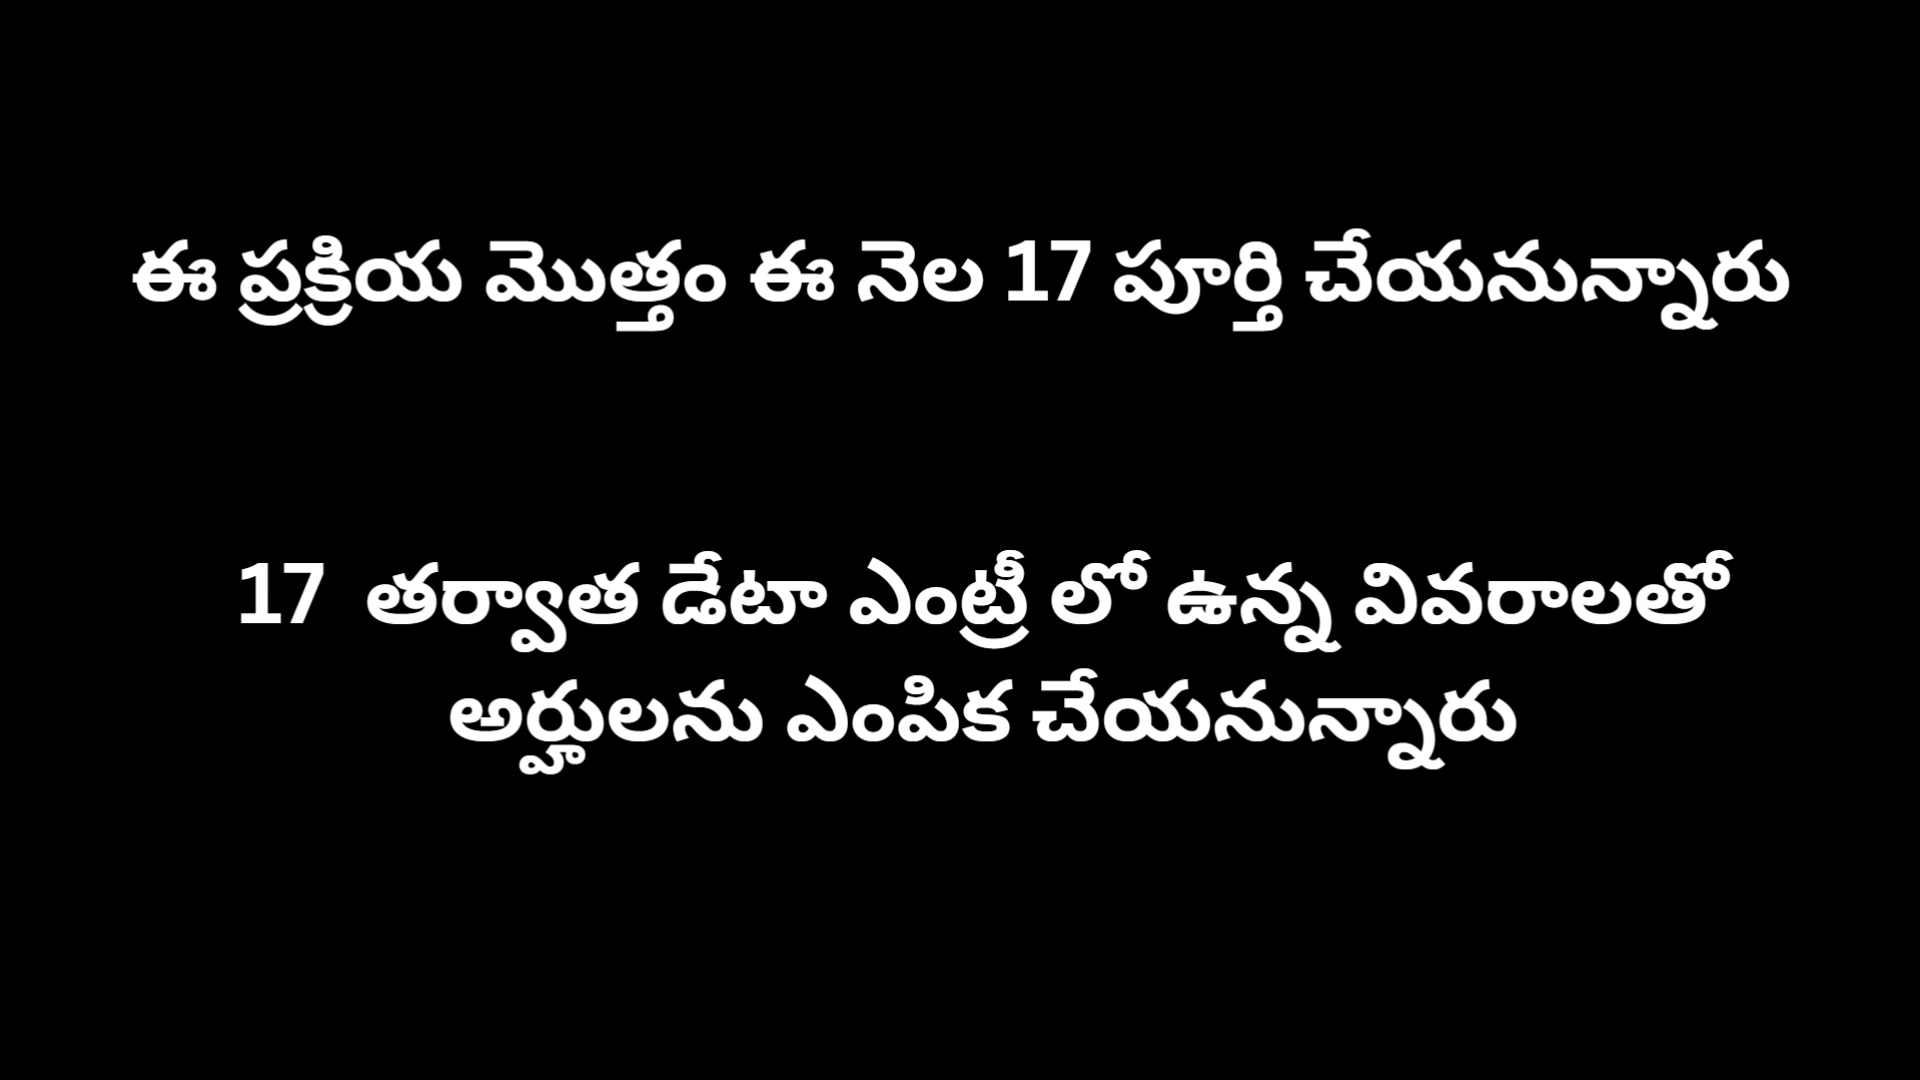 ఈ ప్రక్రియ మొత్తం ఈ నెల 17 పూర్తి చేయనున్నారు
17 తర్వాత డేటా ఎంట్రీ లో ఉన్న వివరాలతో
అర్హులను ఎంపిక చేయనున్నారు